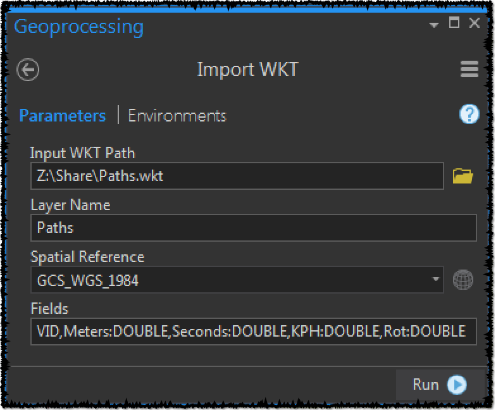 Geoprocessing
Import WKT
Parameters | Environments
Input WKT Path
Z:\Share\Paths.wkt
Layer Name
Paths
Spatial Reference
GCS_WGS_1984
Fields
VID,Meters:DOUBLE,Seconds:DOUBLE,KPH:DOUBLE,Rot:DOUBLE
Run